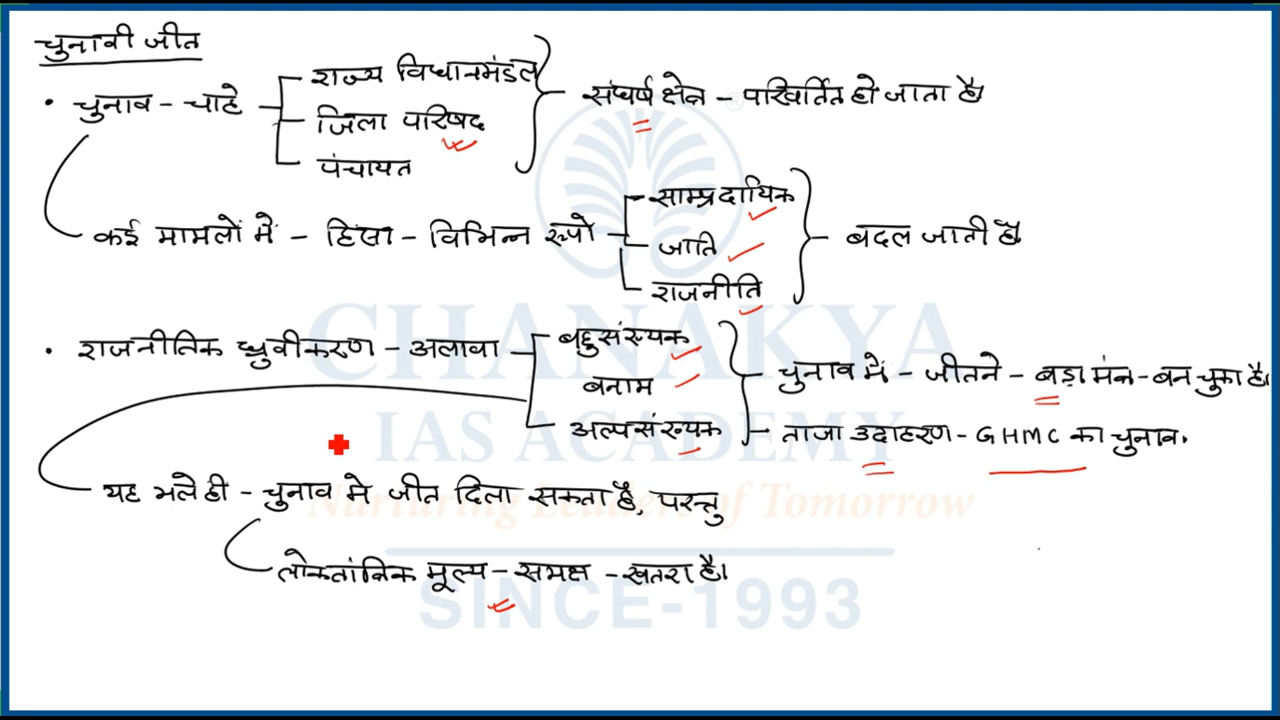 चुनावी जीत
राज्य विधानमंडल
• चुनाव - चाहे
जिला परिषद
पंचायत
संघर्ष क्षेत्र - परिवर्तित हो जाता है।
साम्प्रदायिक
कई मामलों में - हिंसा - विभिन्न रूपो
जाति
राजनीति
बदल जाती है
CHANAKYA
• राजनीतिक ध्रुवीकरण - अलावा
बहुसंख्यक
बनाम
अल्पसंख्यक
चुनाव में - जीतने - बड़ा मंत्र - बन चुका है।
ताजा उदाहरण - GHMC का चुनाव.
IAS ACADEMY
यह भले ही - चुनाव मे जीत दिला सकता है, परन्तु
Nurturing Leaders of Tomorrow
लोकतांत्रिक मूल्य - समक्ष - खतरा है।
SINCE-1993